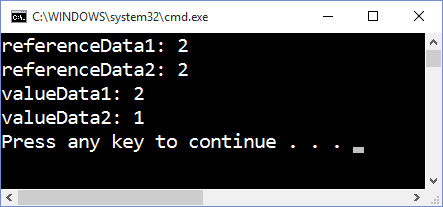 C:\WINDOWS\system32\cmd.exe
referenceData1: 2
referenceData2: 2
valueData1: 2
valueData2: 1
Press any key to continue . . .